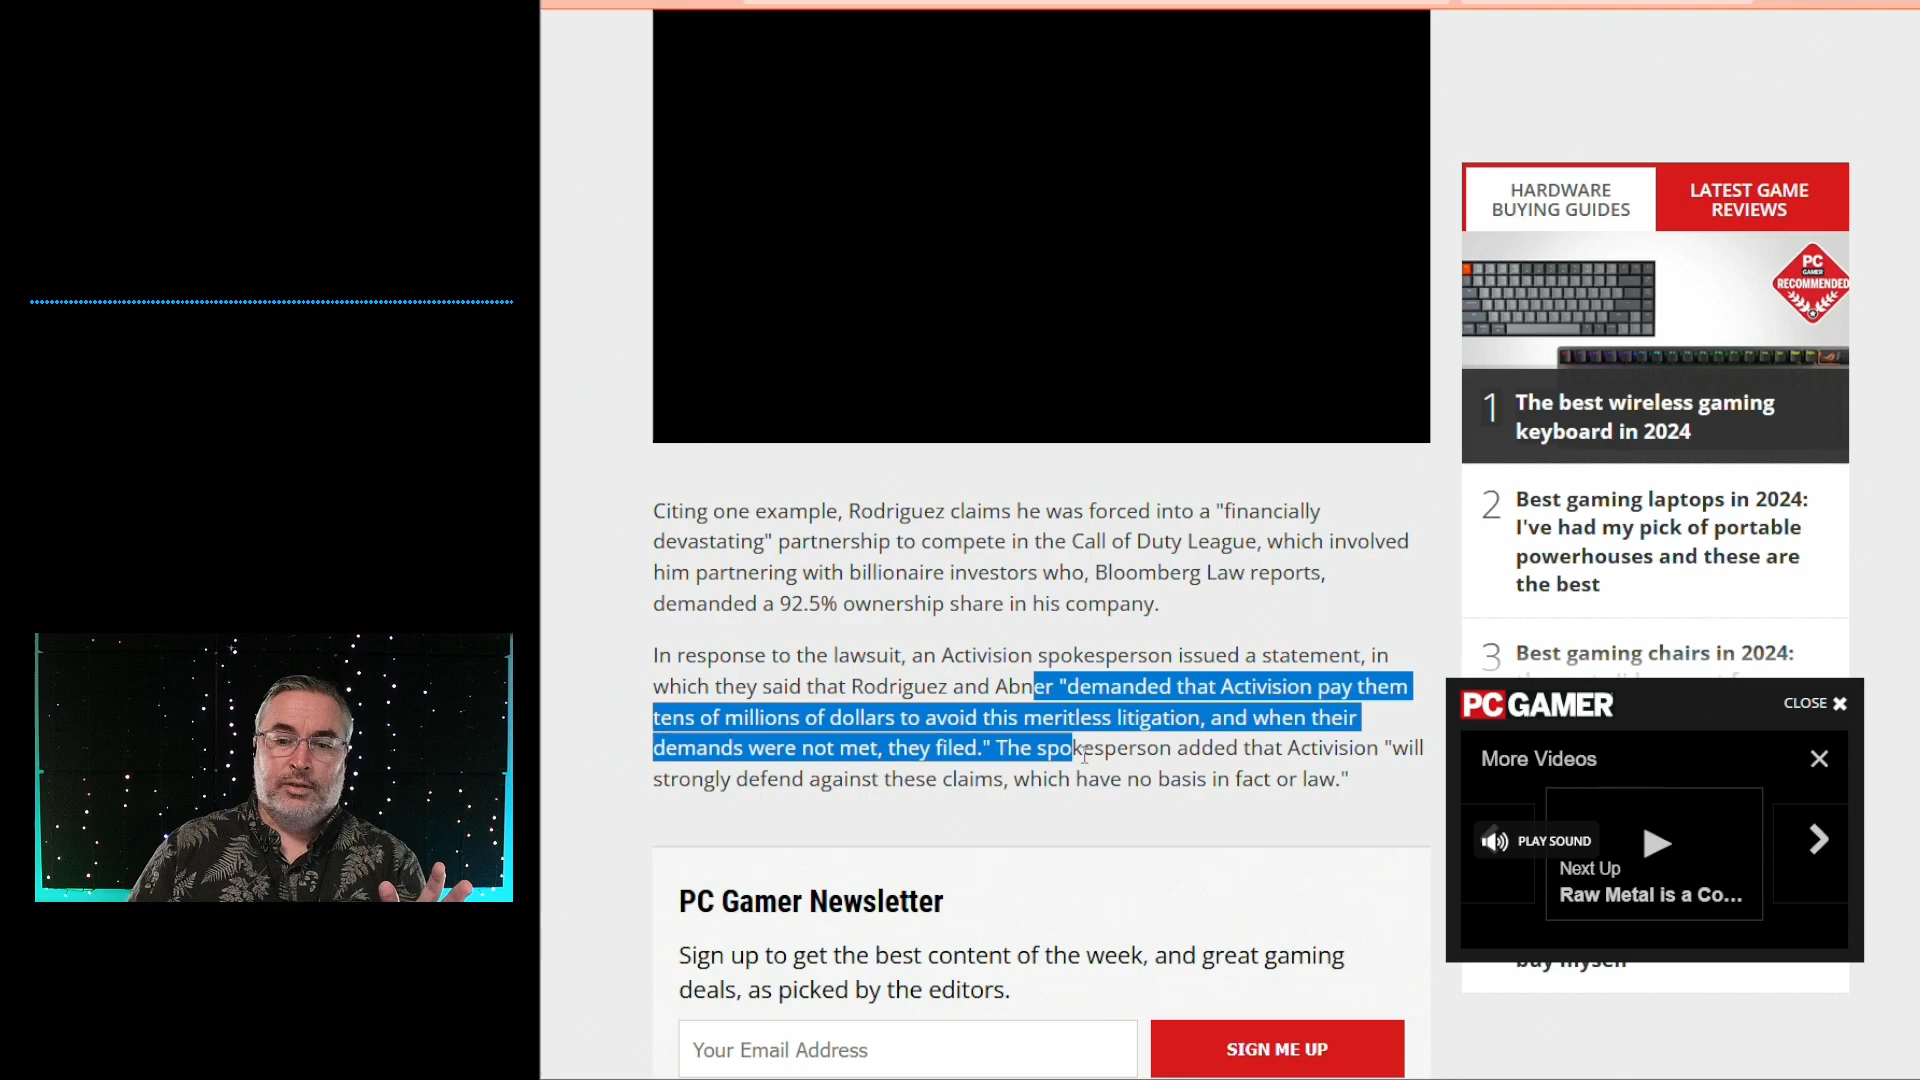 HARDWARE
BUYING GUIDES
LATEST GAME
REVIEWS
PC
GAMER
RECOMMENDED
1 The best wireless gaming
keyboard in 2024
2 Best gaming laptops in 2024:
I've had my pick of portable
powerhouses and these are
the best
3 Best gaming chairs in 2024:
buy myself
Citing one example, Rodriguez claims he was forced into a "financially
devastating" partnership to compete in the Call of Duty League, which involved
him partnering with billionaire investors who, Bloomberg Law reports,
demanded a 92.5% ownership share in his company.
In response to the lawsuit, an Activision spokesperson issued a statement, in
which they said that Rodriguez and Abner "demanded that Activision pay them
tens of millions of dollars to avoid this meritless litigation, and when their
demands were not met, they filed." The spokesperson added that Activision "will
strongly defend against these claims, which have no basis in fact or law."
PC GAMER
CLOSE
More Videos
PLAY SOUND
Next Up
Raw Metal is a Co...
PC Gamer Newsletter
Sign up to get the best content of the week, and great gaming
deals, as picked by the editors.
Your Email Address
SIGN ME UP